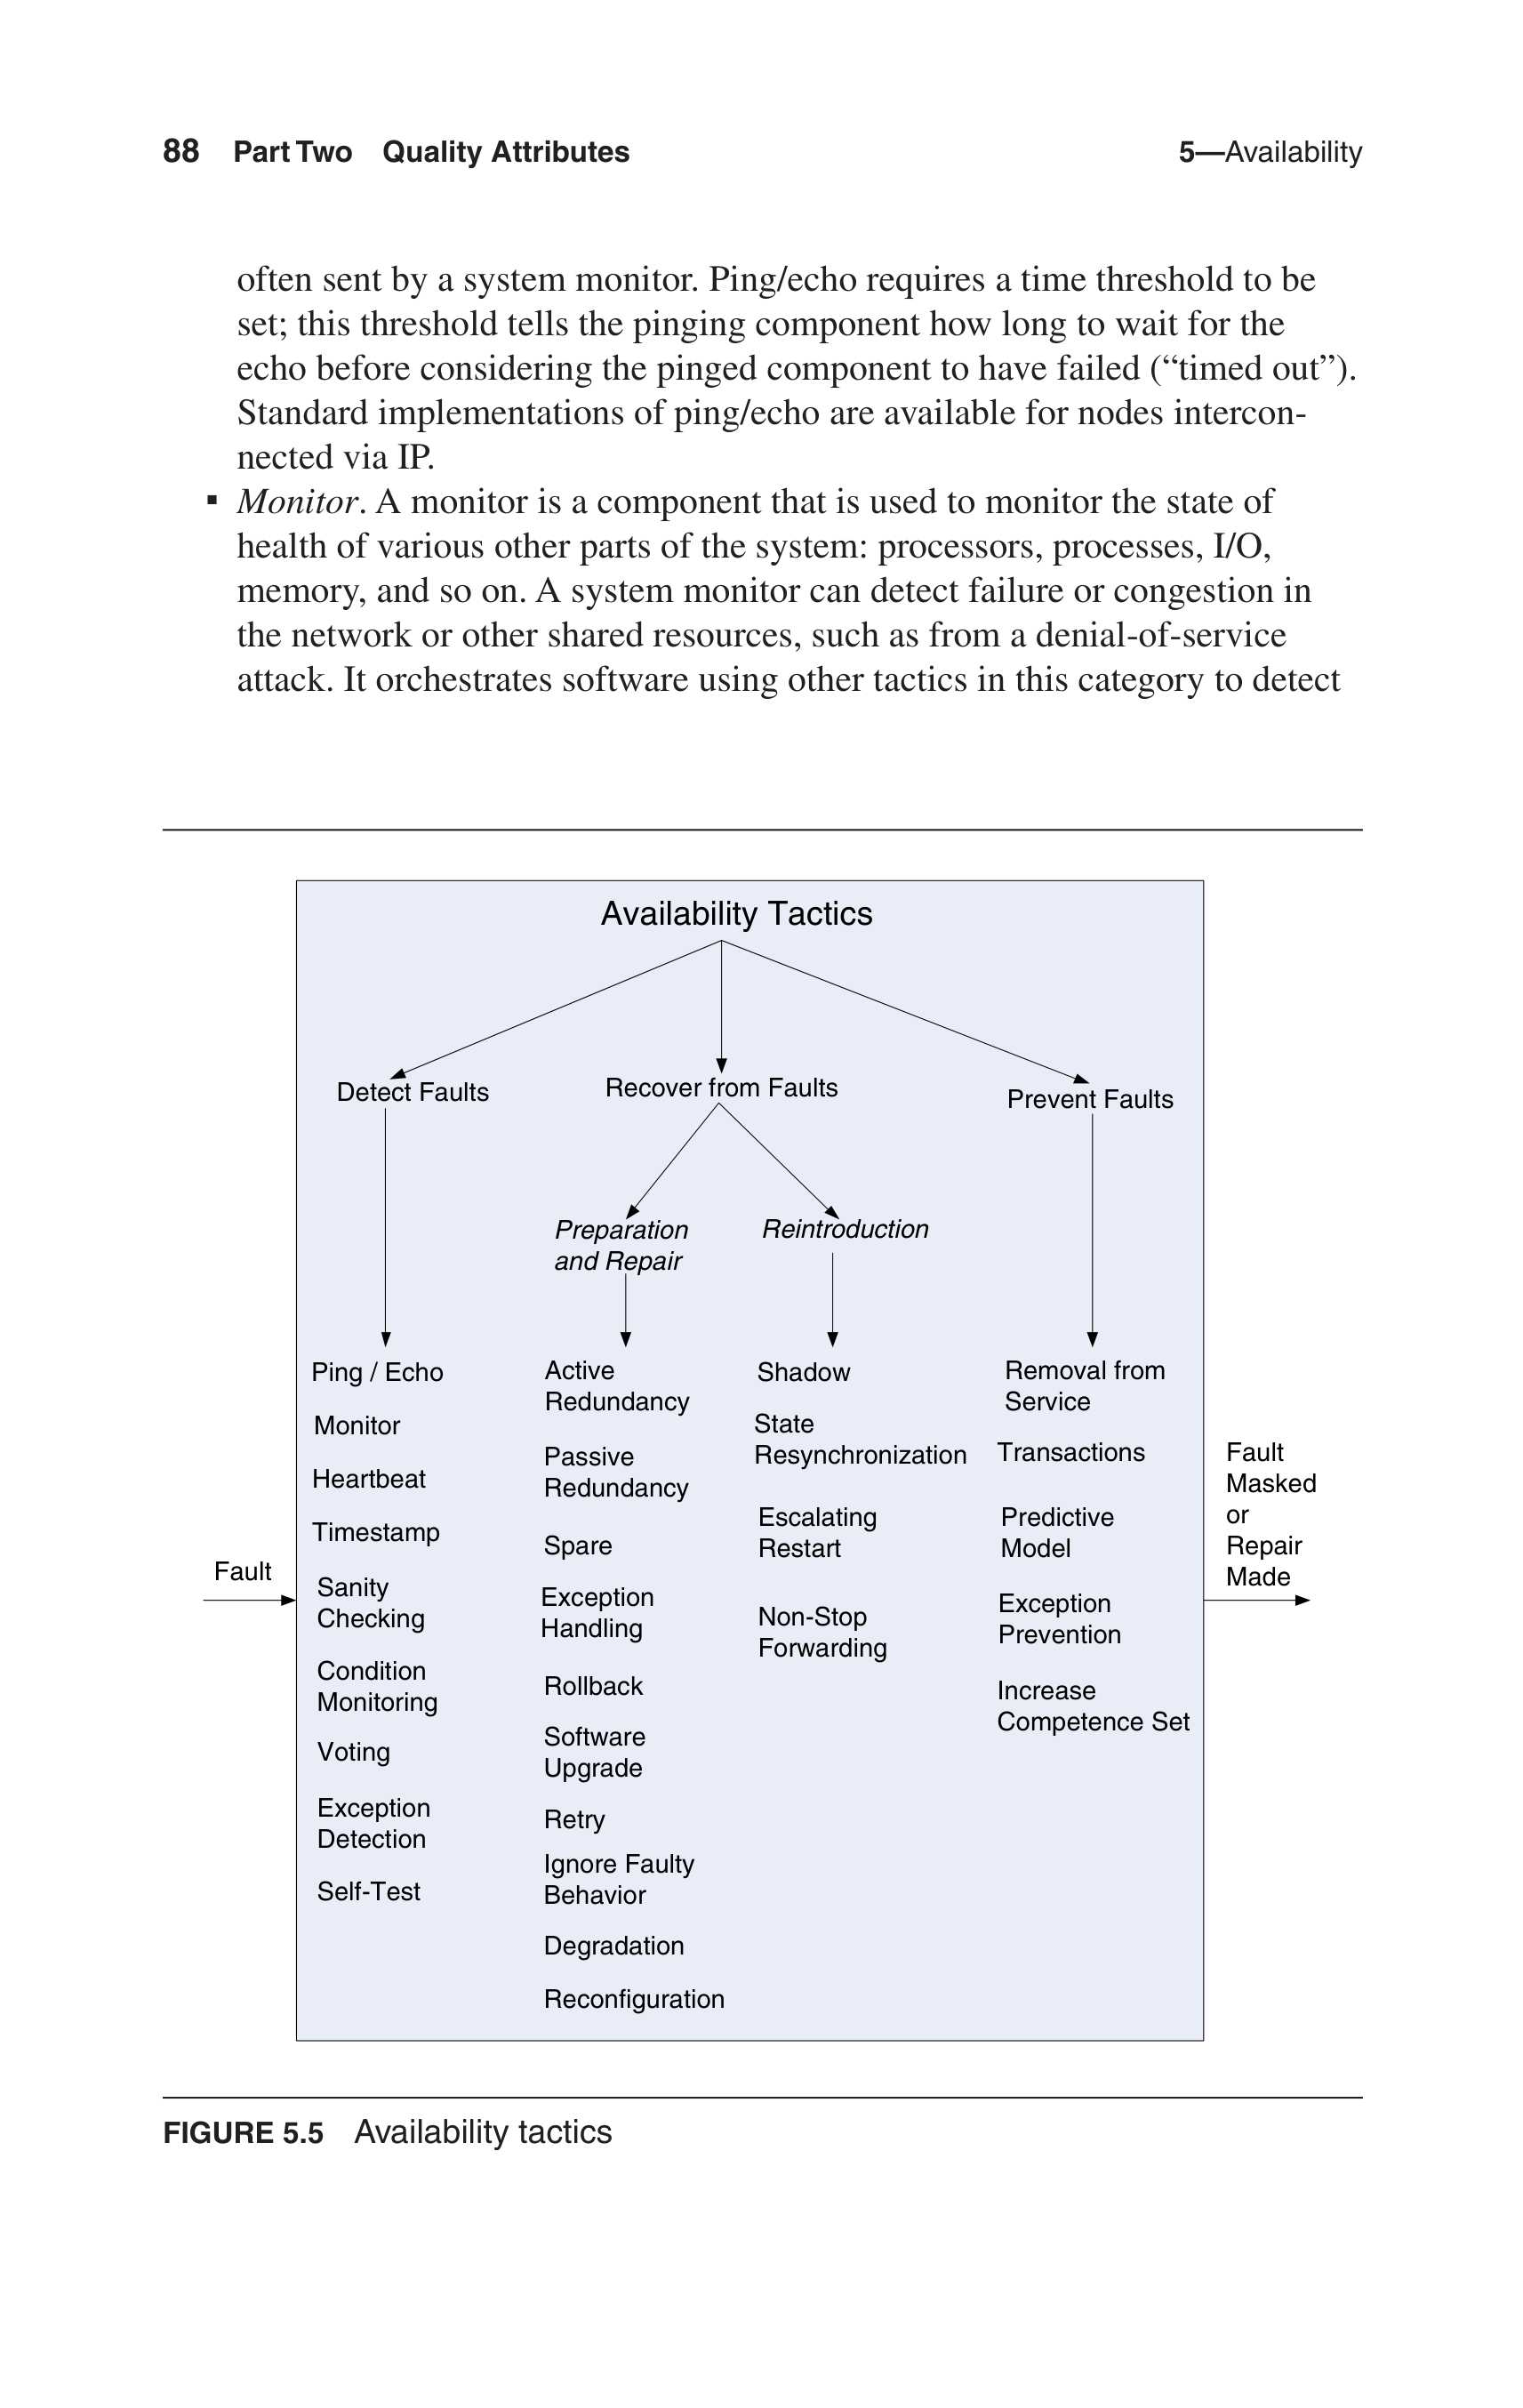 88 Part Two Quality Attributes 5—Availability
often sent by a system monitor. Ping/echo requires a time threshold to be
set; this threshold tells the pinging component how long to wait for the
echo before considering the pinged component to have failed (“timed out”).
Standard implementations of ping/echo are available for nodes intercon-
nected via IP.
▪ Monitor. A monitor is a component that is used to monitor the state of
health of various other parts of the system: processors, processes, I/O,
memory, and so on. A system monitor can detect failure or congestion in
the network or other shared resources, such as from a denial-of-service
attack. It orchestrates software using other tactics in this category to detect
Availability Tactics
Detect Faults
Recover from Faults
Prevent Faults
Preparation
and Repair
Reintroduction
Fault
Ping / Echo
Monitor
Heartbeat
Timestamp
Sanity
Checking
Condition
Monitoring
Voting
Exception
Detection
Self-Test
Active
Redundancy
Passive
Redundancy
Spare
Exception
Handling
Rollback
Software
Upgrade
Retry
Ignore Faulty
Behavior
Degradation
Reconfiguration
Shadow
State
Resynchronization
Escalating
Restart
Non-Stop
Forwarding
Removal from
Service
Transactions
Predictive
Model
Exception
Prevention
Increase
Competence Set
Fault
Masked
or
Repair
Made
FIGURE 5.5 Availability tactics